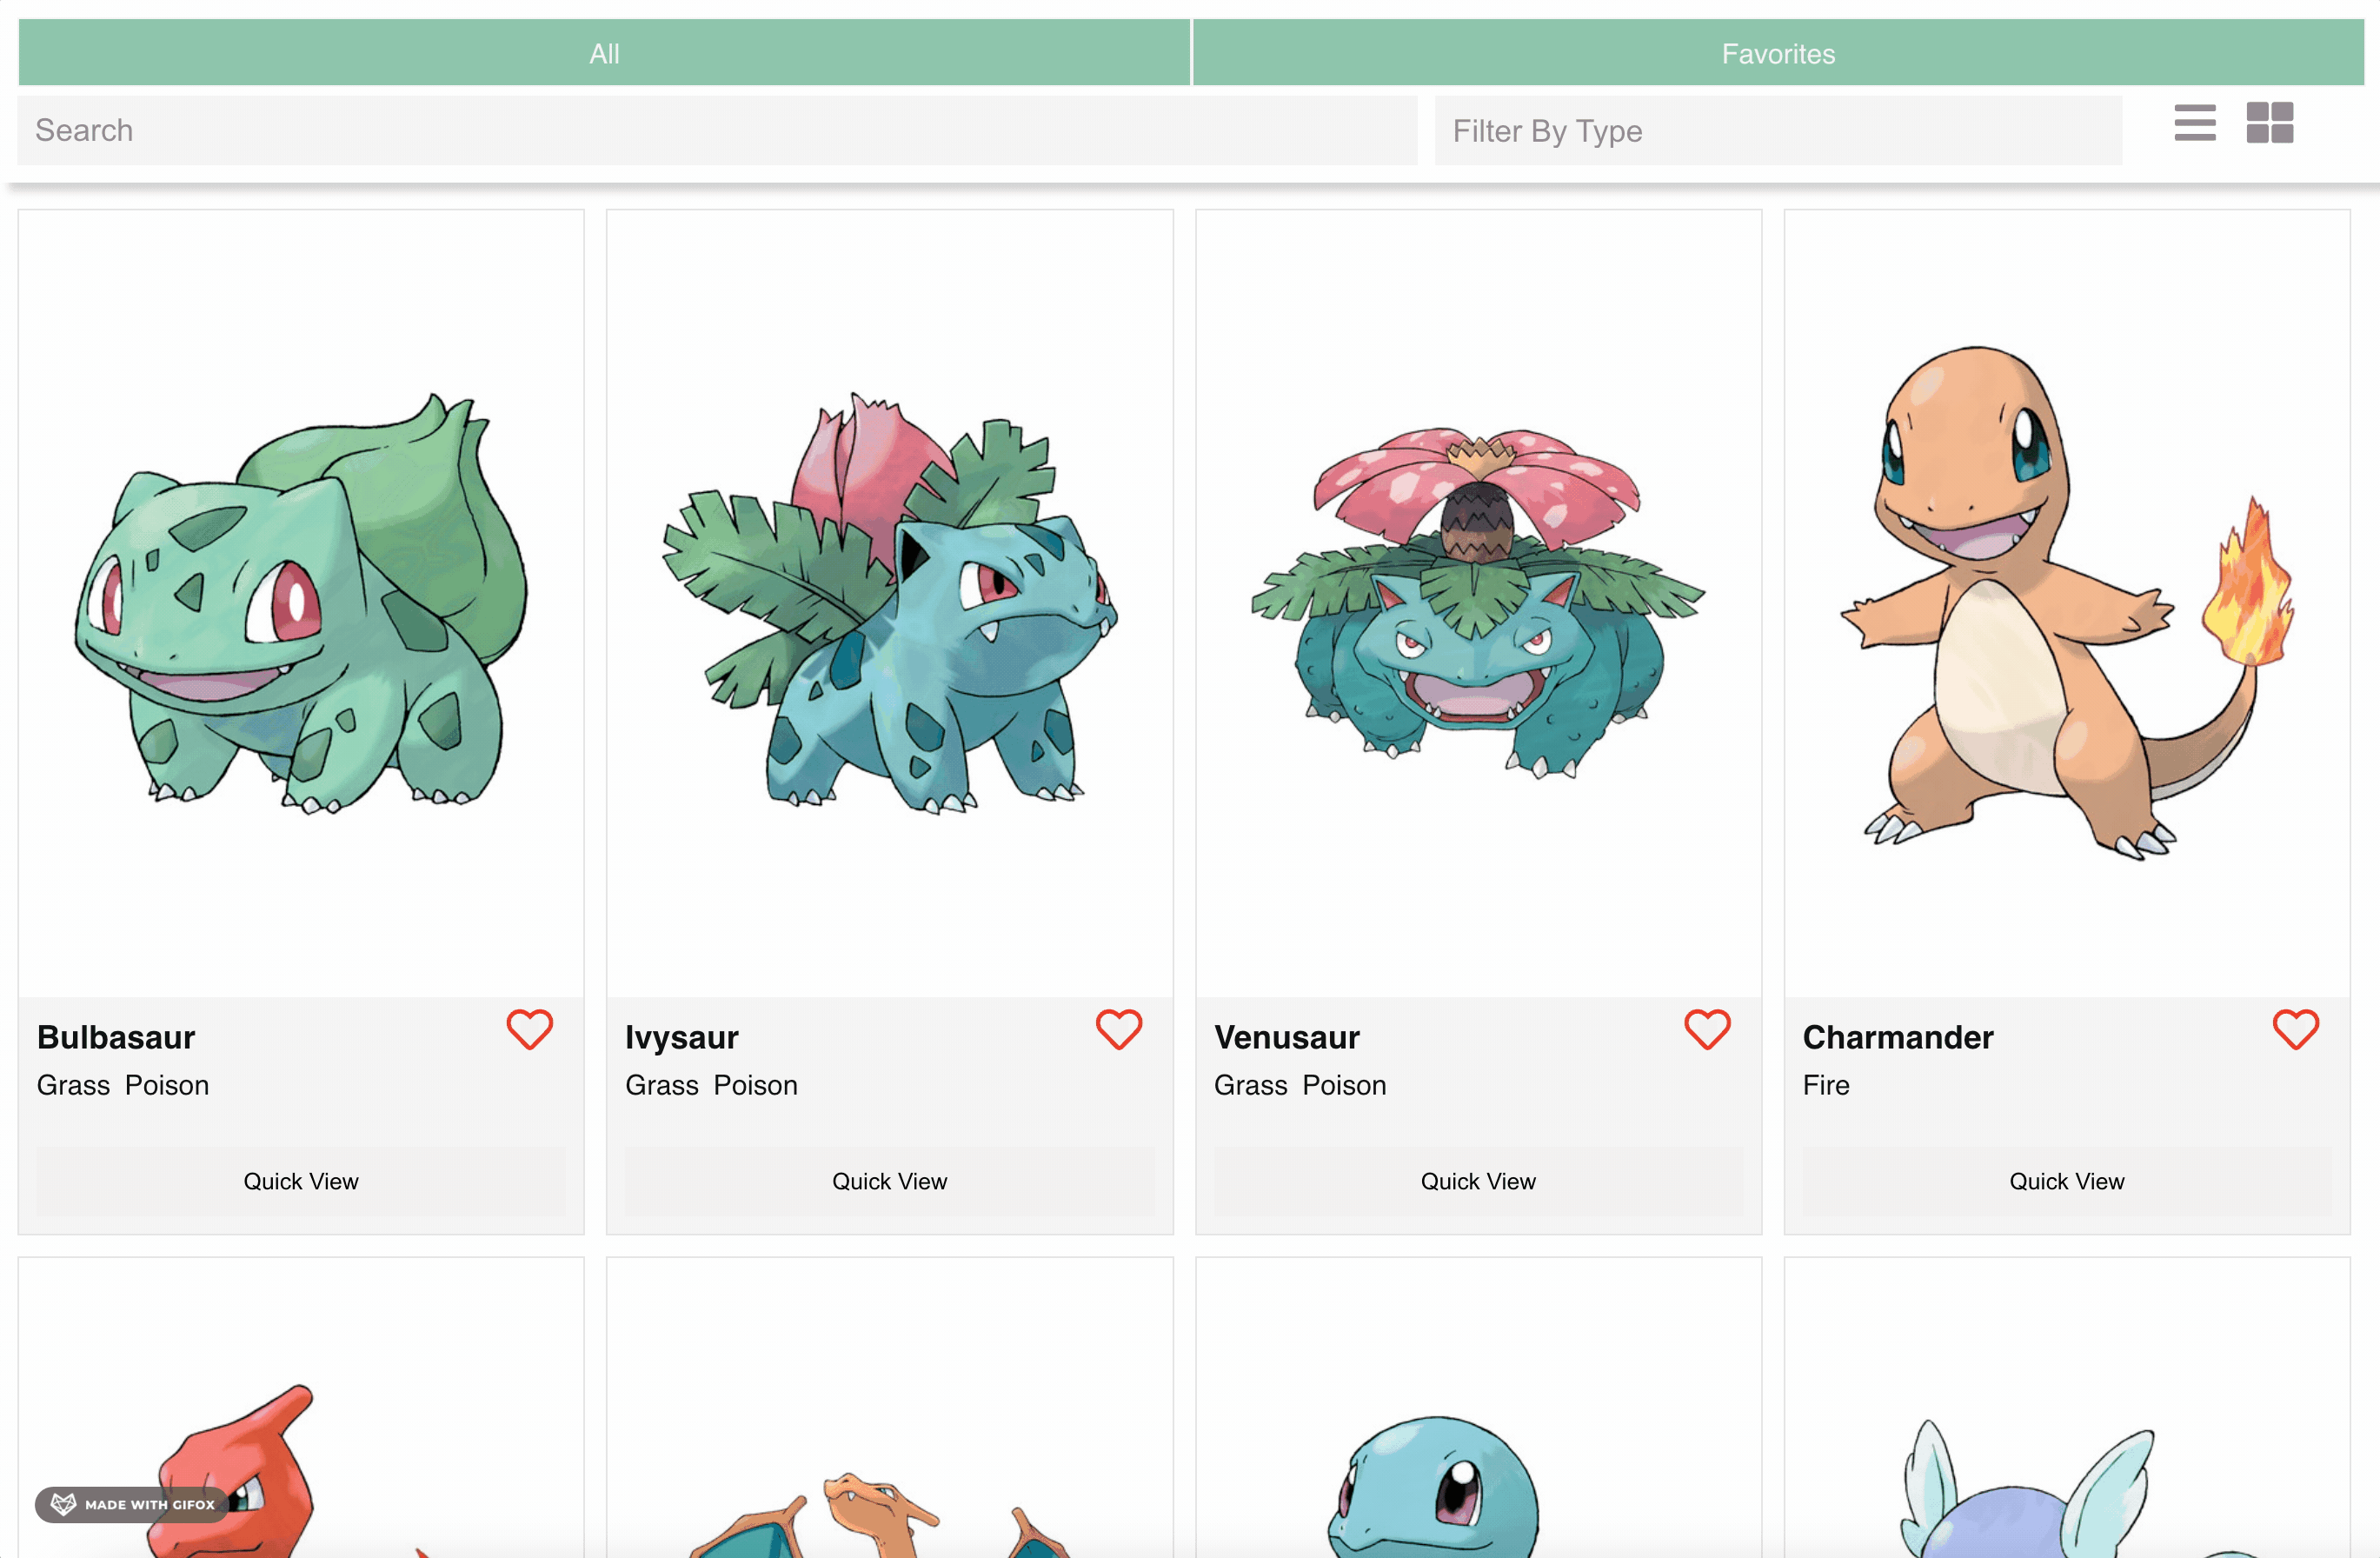 All
Favorites
Search
Filter By Type
Bulbasaur
Grass Poison
Quick View
Ivysaur
Grass Poison
Quick View
Venusaur
Grass Poison
Quick View
Charmander
Fire
Quick View
MADE WITH GIFOX